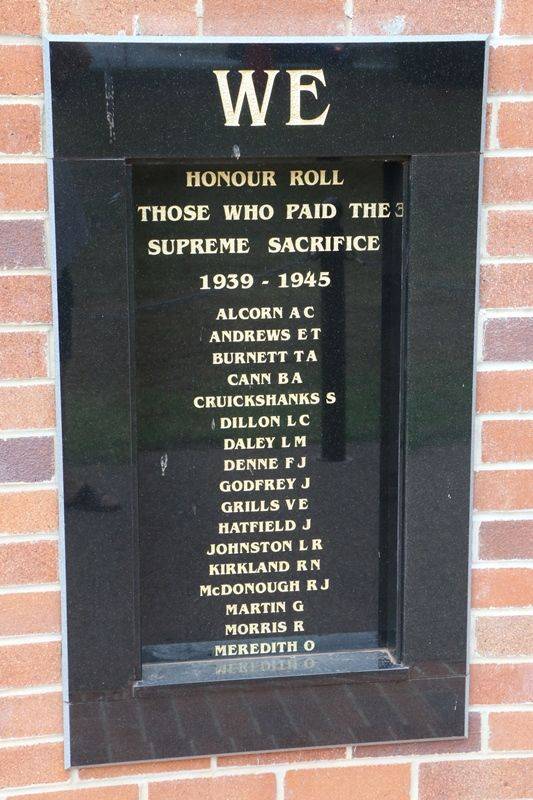 WE
HONOUR ROLL
THOSE WHO PAID THE
SUPREME SACRIFICE
1939 - 1945
ALCORN A C
ANDREWS E T
BURNETT T A
CANN B A
CRUICKSHANKS S
DILLON L C
DALEY L M
DENNE F J
GODFREY J
GRILLS V E
HATFIELD J
JOHNSTON L R
KIRKLAND R N
McDONOUGH R J
MARTIN G
MORRIS R
MEREDITH O